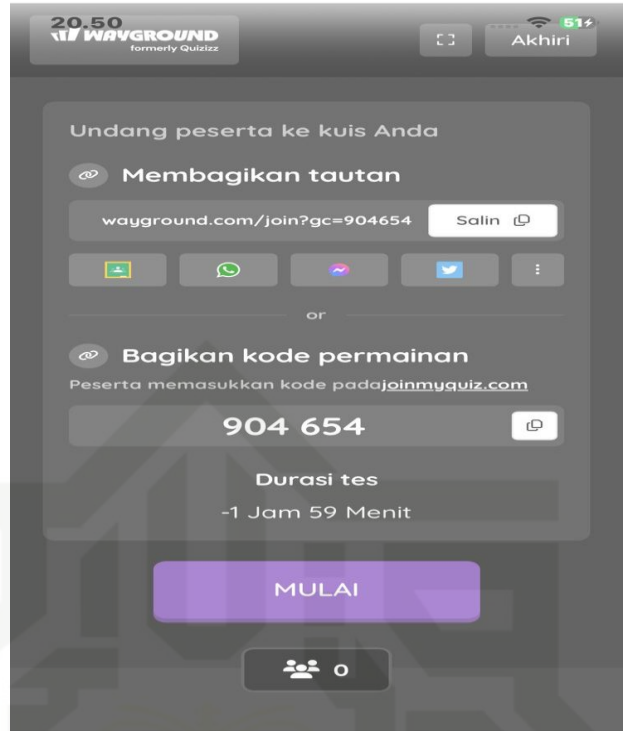 20.50
51
WAYGROUND
formerly Quizizz
Akhiri
Undang peserta ke kuis Anda
Membagikan tautan
wayground.com/join?gc=904654
Salin
or
Bagikan kode permainan
Peserta memasukkan kode padajoinmyquiz.com
904 654
Durasi tes
-1 Jam 59 Menit
MULAI
0